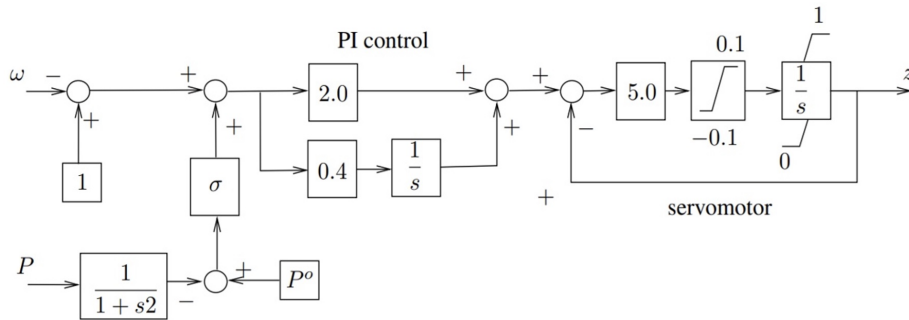 1
PI control
0.1
ω − + + + + z
2.0
5.0
1
s
+ + + −
−0.1
0
1
0.4
1
s
σ
+
servomotor
P
1
1 + s2
− +
P°